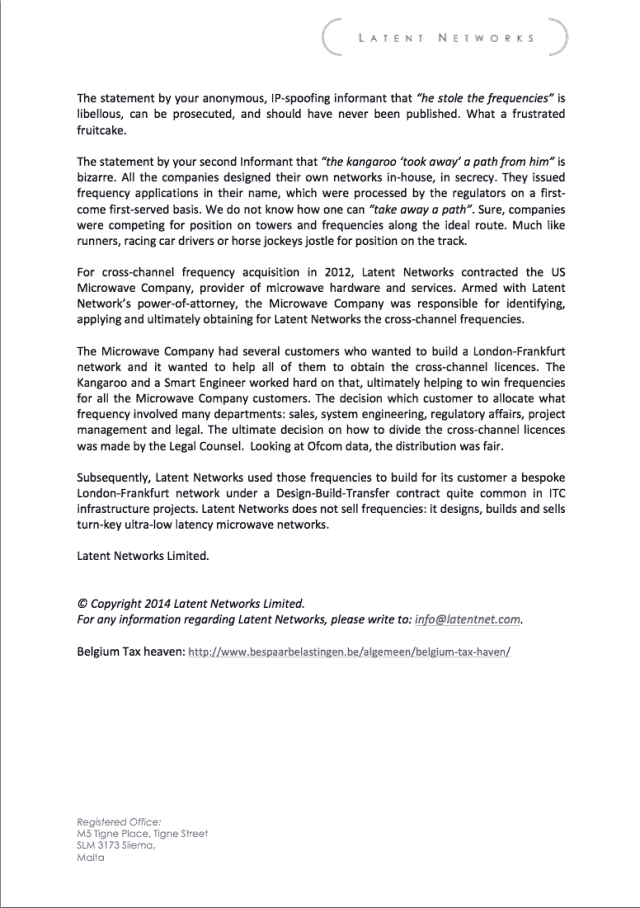 LATENT NETWORKS
The statement by your anonymous, IP-spoofing informant that “he stole the frequencies” is
libellous, can be prosecuted, and should have never been published. What a frustrated
fruitcake.
The statement by your second Informant that “the kangaroo ‘took away’ a path from him” is
bizarre. All the companies designed their own networks in-house, in secrecy. They issued
frequency applications in their name, which were processed by the regulators on a first-
come first-served basis. We do not know how one can “take away a path”. Sure, companies
were competing for position on towers and frequencies along the ideal route. Much like
runners, racing car drivers or horse jockeys jostle for position on the track.
For cross-channel frequency acquisition in 2012, Latent Networks contracted the US
Microwave Company, provider of microwave hardware and services. Armed with Latent
Network’s power-of-attorney, the Microwave Company was responsible for identifying,
applying and ultimately obtaining for Latent Networks the cross-channel frequencies.
The Microwave Company had several customers who wanted to build a London-Frankfurt
network and it wanted to help all of them to obtain the cross-channel licences. The
Kangaroo and a Smart Engineer worked hard on that, ultimately helping to win frequencies
for all the Microwave Company customers. The decision which customer to allocate what
frequency involved many departments: sales, system engineering, regulatory affairs, project
management and legal. The ultimate decision on how to divide the cross-channel licences
was made by the Legal Counsel. Looking at Ofcom data, the distribution was fair.
Subsequently, Latent Networks used those frequencies to build for its customer a bespoke
London-Frankfurt network under a Design-Build-Transfer contract quite common in ITC
infrastructure projects. Latent Networks does not sell frequencies: it designs, builds and sells
turn-key ultra-low latency microwave networks.
Latent Networks Limited.
© Copyright 2014 Latent Networks Limited.
For any information regarding Latent Networks, please write to: info@latentnet.com.
Belgium Tax heaven: http://www.bespaarbelastingen.be/algemeen/belgium-tax-haven/
Registered Office:
M5 Tigne Place, Tigne Street
SLM 3173 Sliema,
Malta